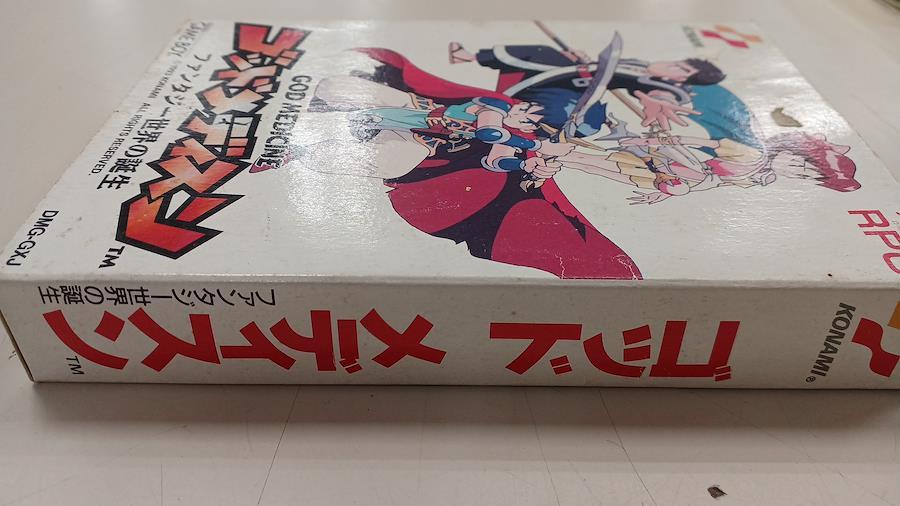 KONAMI
RPG
ゴッドメディスン
GOD MEDICINE
ファンタジー世界の誕生
GAME BOY © 1993 KONAMI ALL RIGHTS RESERVED
TM
DMG-GXJ
KONAMI®
ゴッド メディスン
TM
ファンタジー世界の誕生